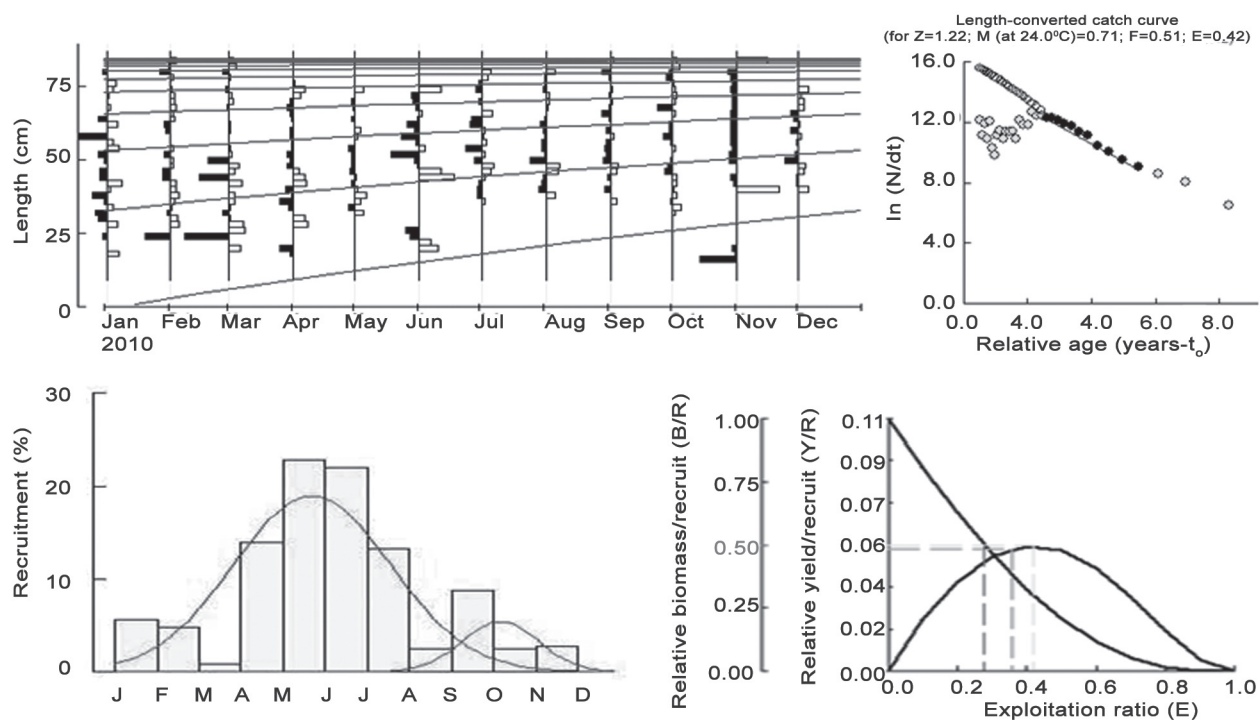 75
50
25
0
Length (cm)
Jan Feb Mar Apr May Jun Jul Aug Sep Oct Nov Dec
2010
Length-converted catch curve
(for Z=1.22; M (at 24.0ºC)=0.71; F=0.51; E=0.42)
16.0
12.0
8.0
4.0
0.0
ln (N/dt)
0.0 4.0 4.0 6.0 8.0
Relative age (years-to)
30
20
10
0
Recruitment (%)
J F M A M J J A S O N D
Relative biomass/recruit (B/R)
1.00
0.75
0.50
0.25
0.00
Relative yield/recruit (Y/R)
0.11
0.09
0.07
0.06
0.04
0.02
0.00
0.0 0.2 0.4 0.6 0.8 1.0
Exploitation ratio (E)